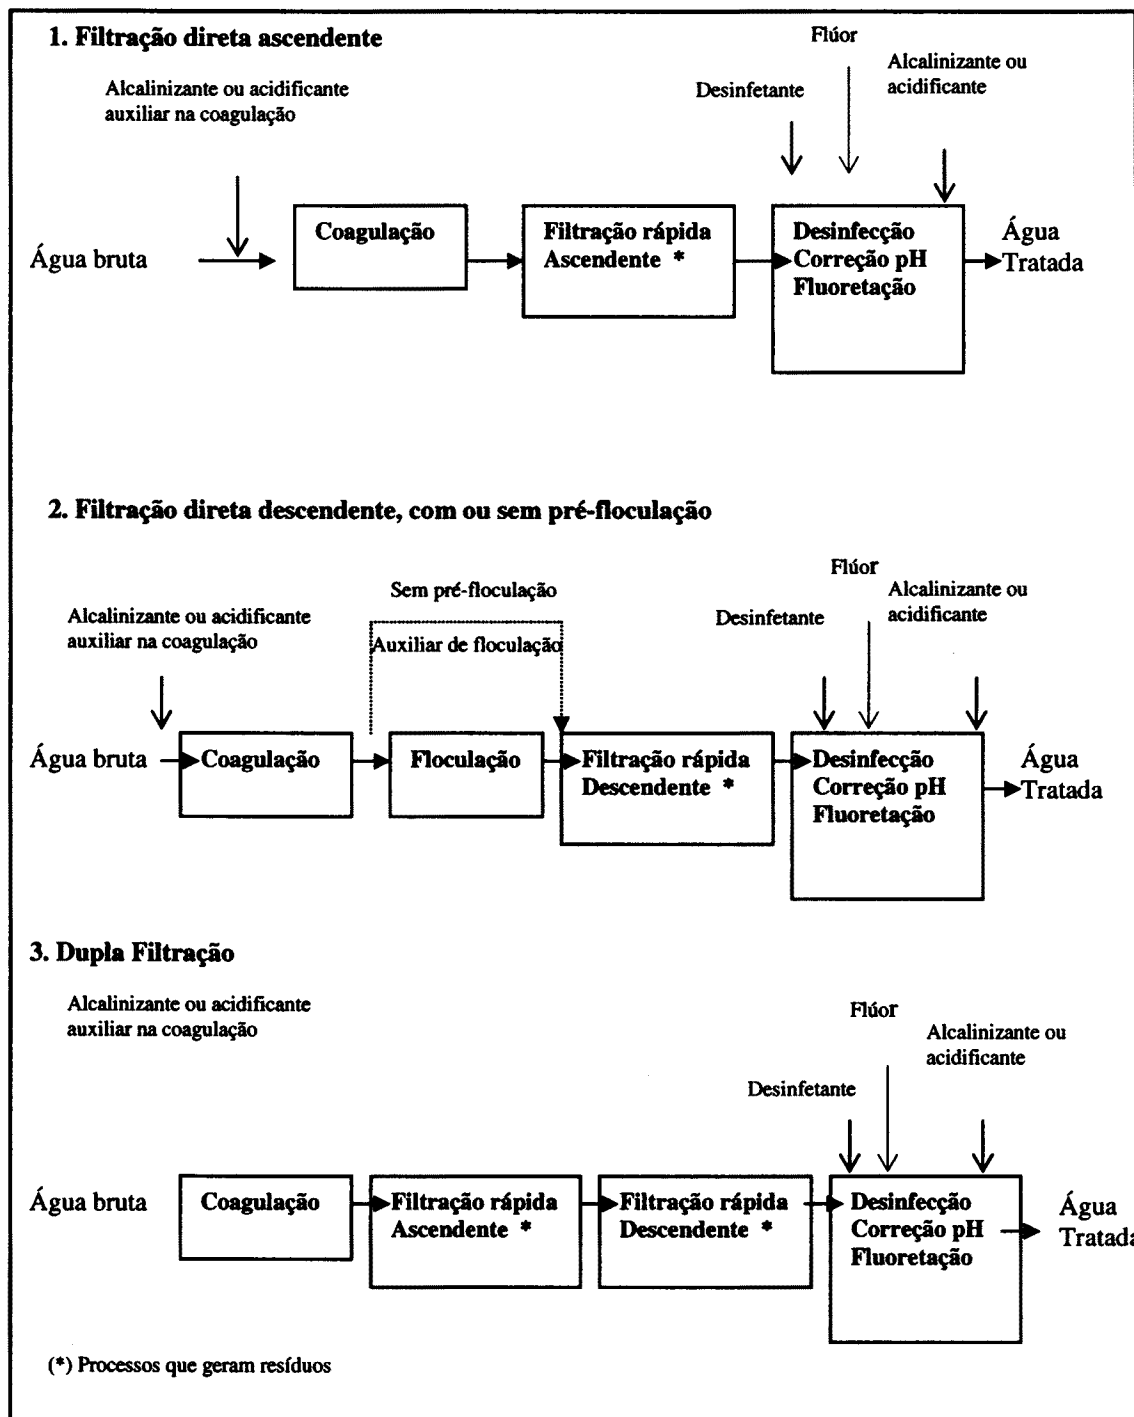 1. Filtração direta ascendente
Flúor
Alcalinizante ou acidificante
auxiliar na coagulação
Desinfetante
Alcalinizante ou
acidificante
Água bruta
Coagulação
Filtração rápida
Ascendente *
Desinfecção
Correção pH
Fluoretação
Água
Tratada
2. Filtração direta descendente, com ou sem pré-floculação
Flúor
Sem pré-floculação
Alcalinizante ou acidificante
auxiliar na coagulação
Auxiliar de floculação
Desinfetante
Alcalinizante ou
acidificante
Água bruta
Coagulação
Floculação
Filtração rápida
Descendente *
Desinfecção
Correção pH
Fluoretação
Água
Tratada
3. Dupla Filtração
Alcalinizante ou acidificante
auxiliar na coagulação
Flúor
Alcalinizante ou
acidificante
Desinfetante
Água bruta
Coagulação
Filtração rápida
Ascendente *
Filtração rápida
Descendente *
Desinfecção
Correção pH
Fluoretação
Água
Tratada
(*) Processos que geram resíduos